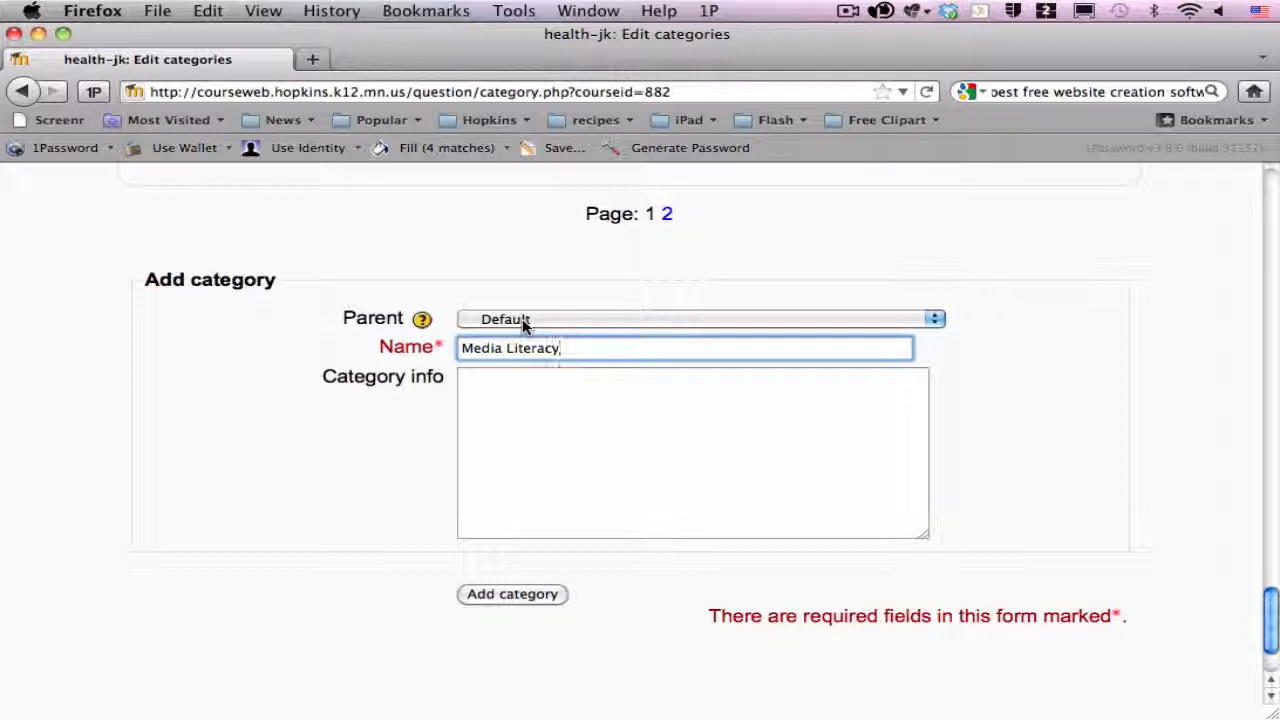 Firefox File Edit View History Bookmarks Tools Window Help 1P 2
health-jk: Edit categories
health-jk: Edit categories +
1P http://courseweb.hopkins.k12.mn.us/question/category.php?courseid=882 best free website creation softw
Screenr Most Visited News Popular Hopkins recipes iPad Flash Free Clipart Bookmarks
1Password Use Wallet Use Identity Fill (4 matches) Save... Generate Password
Page: 1 2
Add category
Parent ? Default
Name* Media Literacy
Category info
Add category
There are required fields in this form marked*.